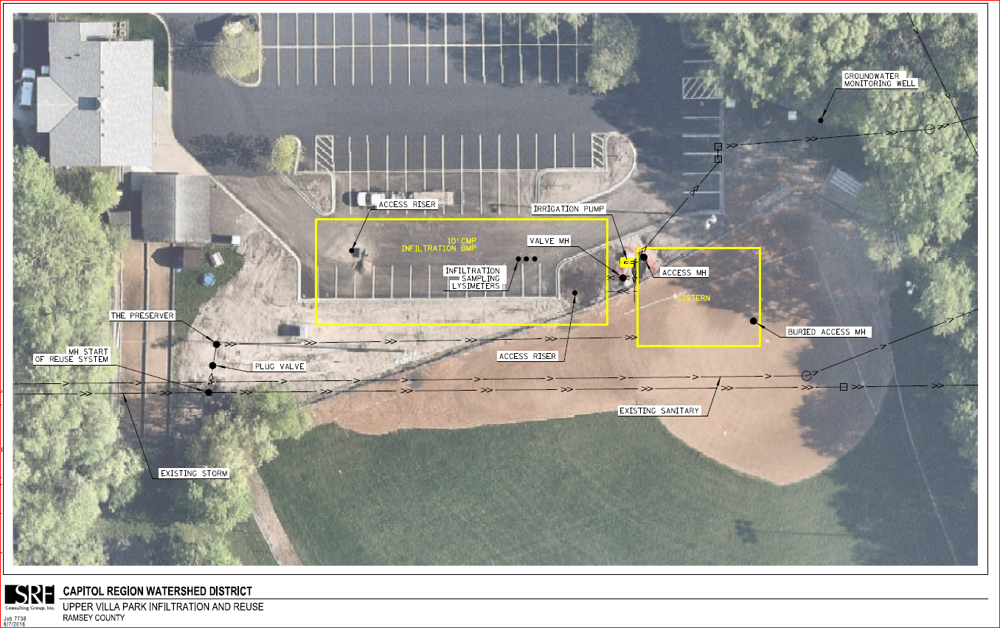 GROUNDWATER
MONITORING WELL
ACCESS RISER
IRRIGATION PUMP
10' CMP
INFILTRATION BMP
VALVE MH
INFILTRATION
SAMPLING
LYSIMETERS
ACCESS MH
CISTERN
THE PRESERVER
BURIED ACCESS MH
MH START
OF REUSE SYSTEM
PLUG VALVE
ACCESS RISER
EXISTING SANITARY
EXISTING STORM
SRF
Consulting Group, Inc.
Job 7738
6/7/2016
CAPITOL REGION WATERSHED DISTRICT
UPPER VILLA PARK INFILTRATION AND REUSE
RAMSEY COUNTY